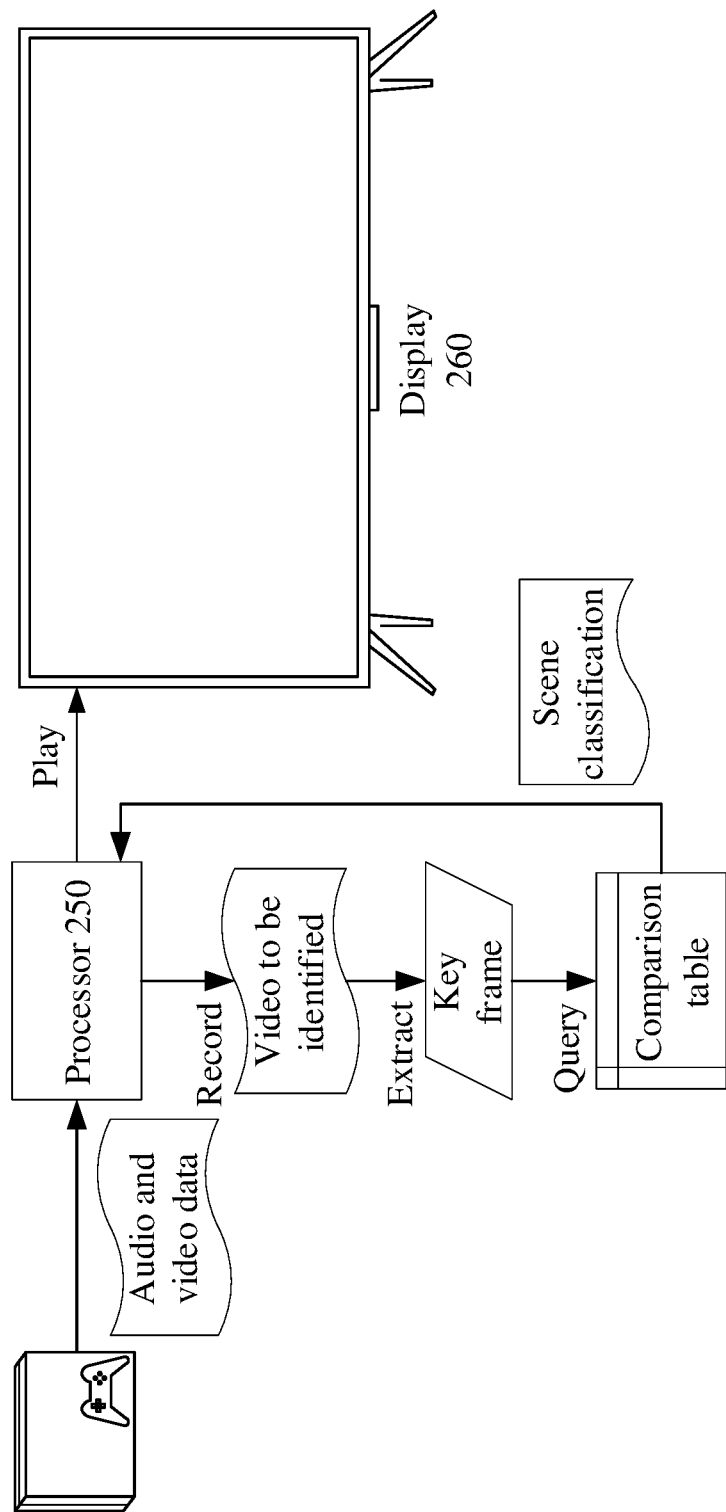 Audio and
video data
Processor 250
Play
Display
260
Record
Video to be
identified
Extract
Key
frame
Query
Comparison
table
Scene
classification